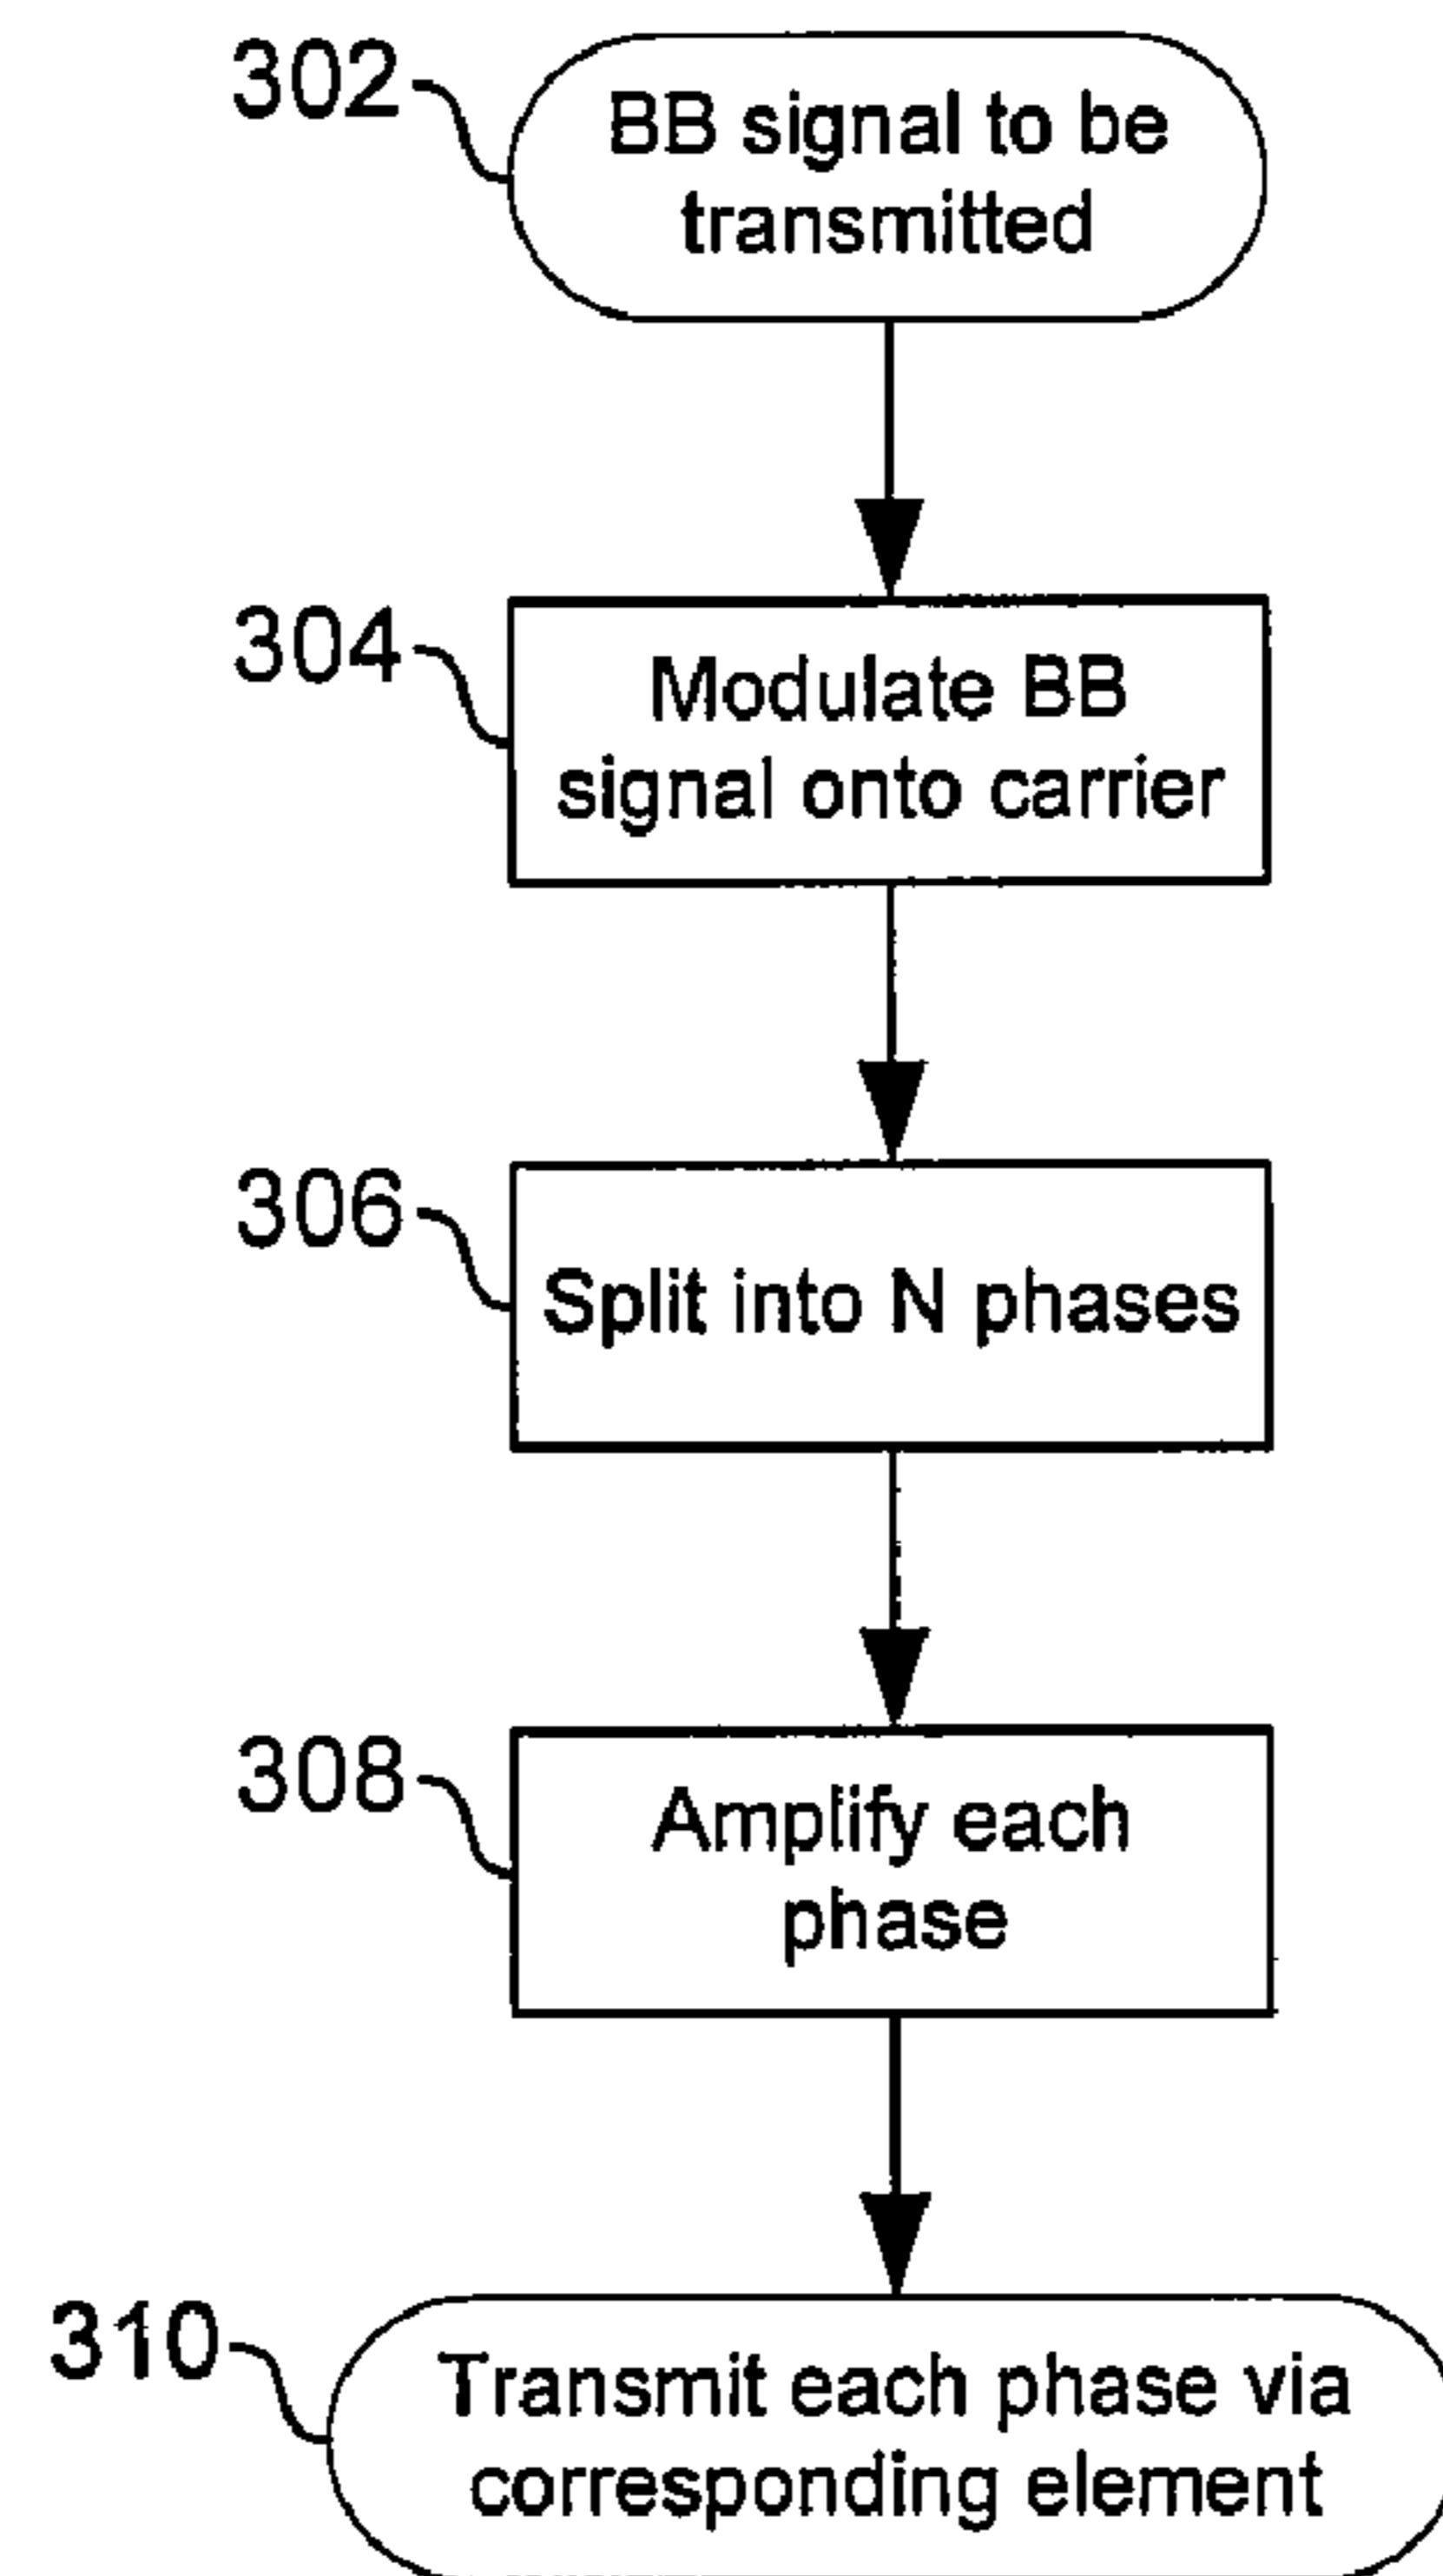 302
BB signal to be
transmitted
304
Modulate BB
signal onto carrier
306
Split into N phases
308
Amplify each
phase
310
Transmit each phase via
corresponding element